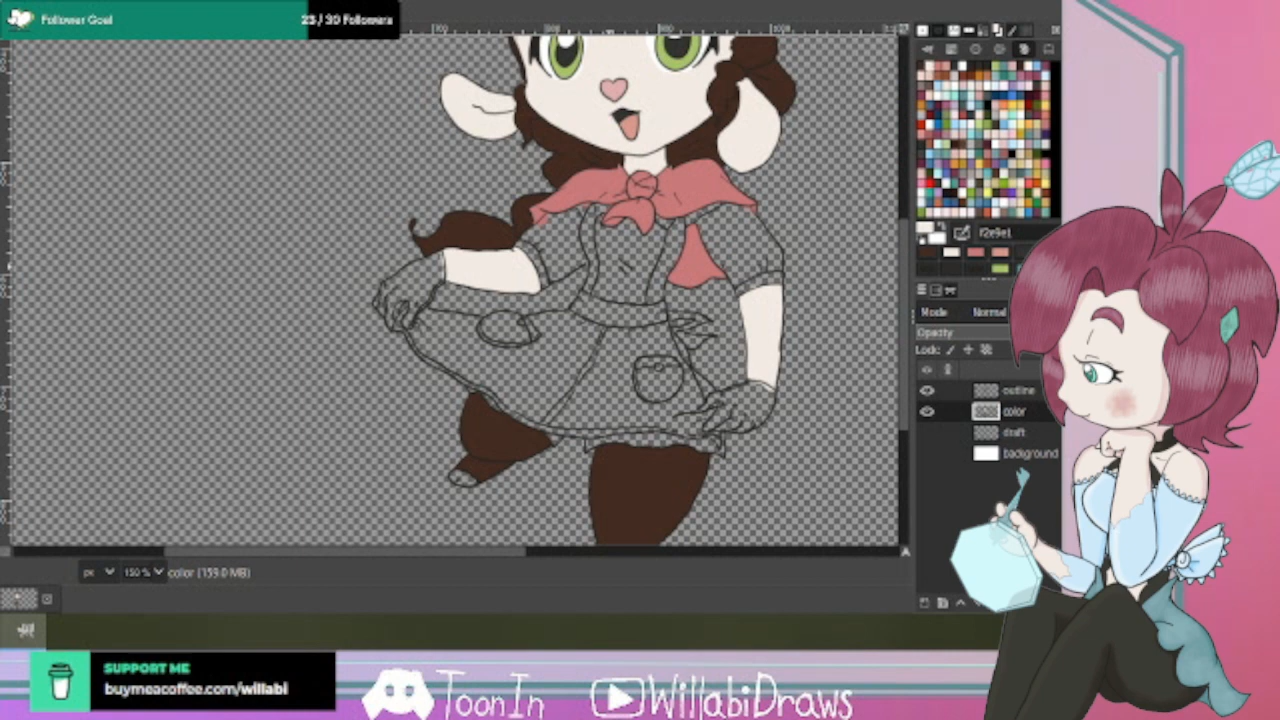 Follower Goal
23 / 30 Followers
f2e9e1
Mode Normal
Opacity
Lock:
outline
color
draft
background
px 150 % color (159.0 MB)
SUPPORT ME
buymeacoffee.com/willabi
ToonIn
WillabiDraws